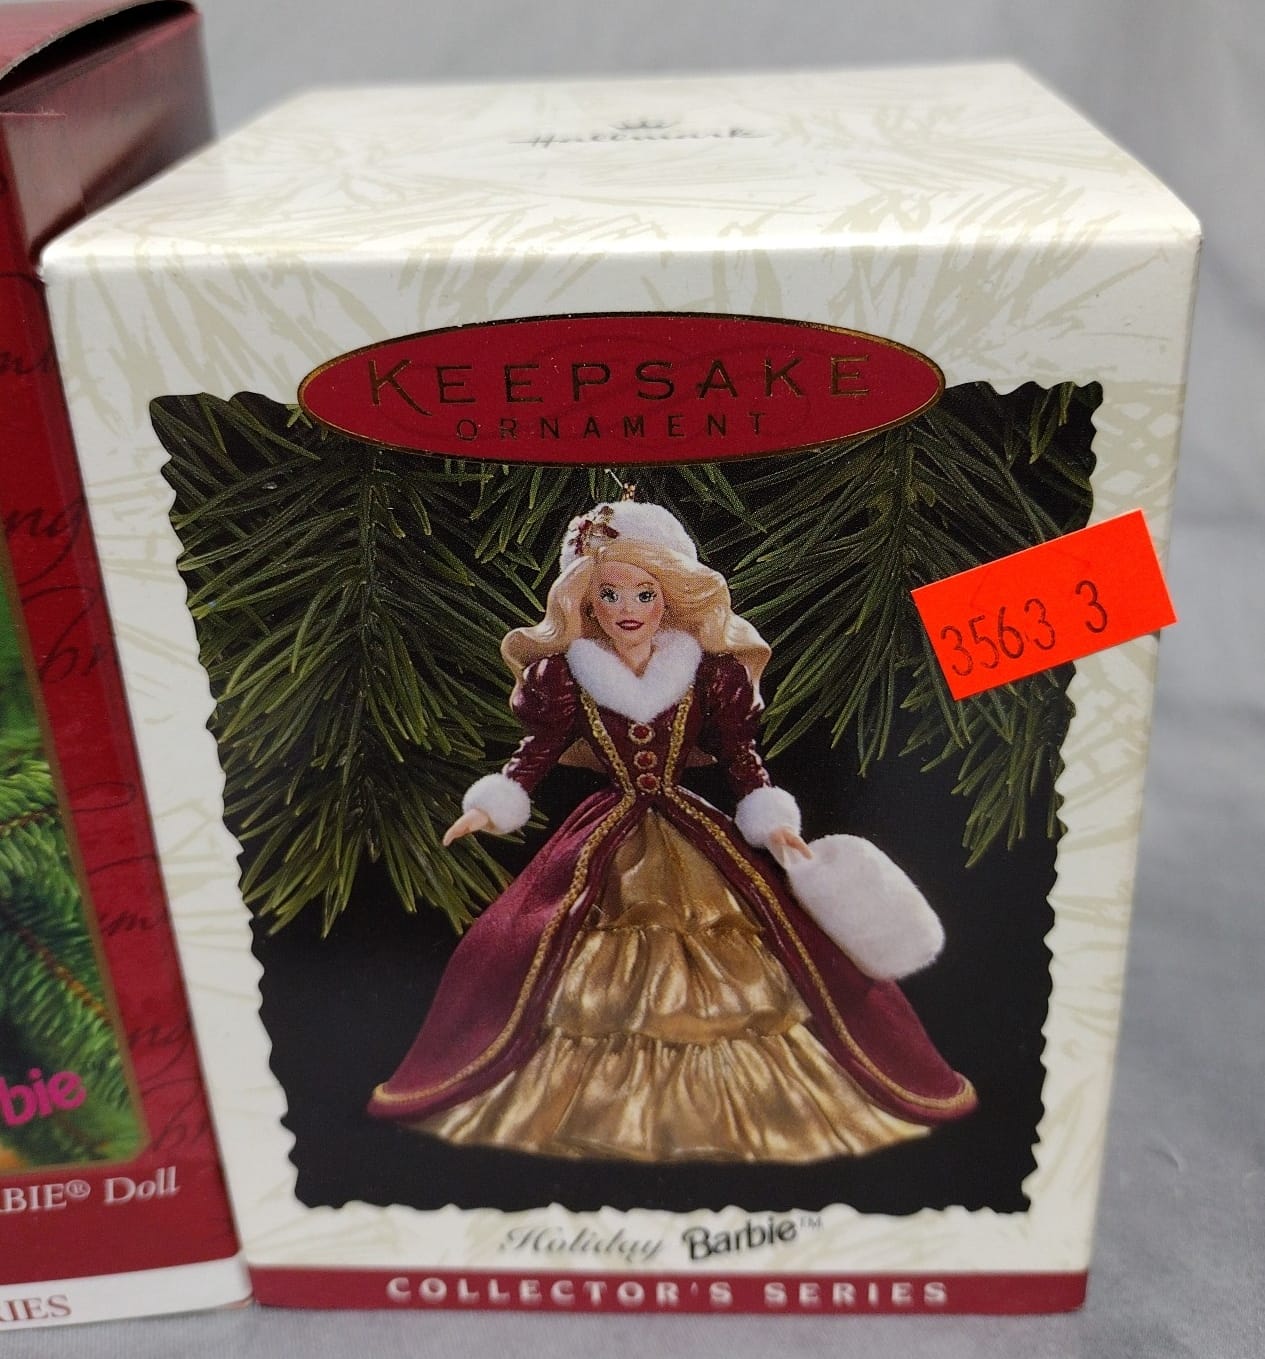 Hallmark
KEEPSAKE
ORNAMENT
3563 3
Holiday Barbie™
COLLECTOR'S SERIES
bie
BIE® Doll
IES